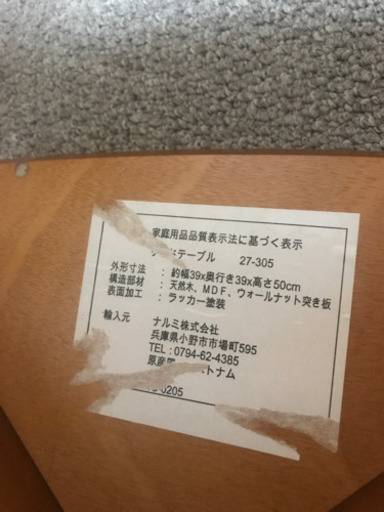 家庭用品品質表示法に基づく表示
ドテーブル 27-305
外形寸法 : 約幅39x奥行き39x高さ50cm
構造部材 : 天然木、MDF、ウォールナット突き板
表面加工 : ラッカー塗装
輸入元 ナルミ株式会社
兵庫県小野市市場町595
TEL : 0794-62-4385
原産 トナム
0205